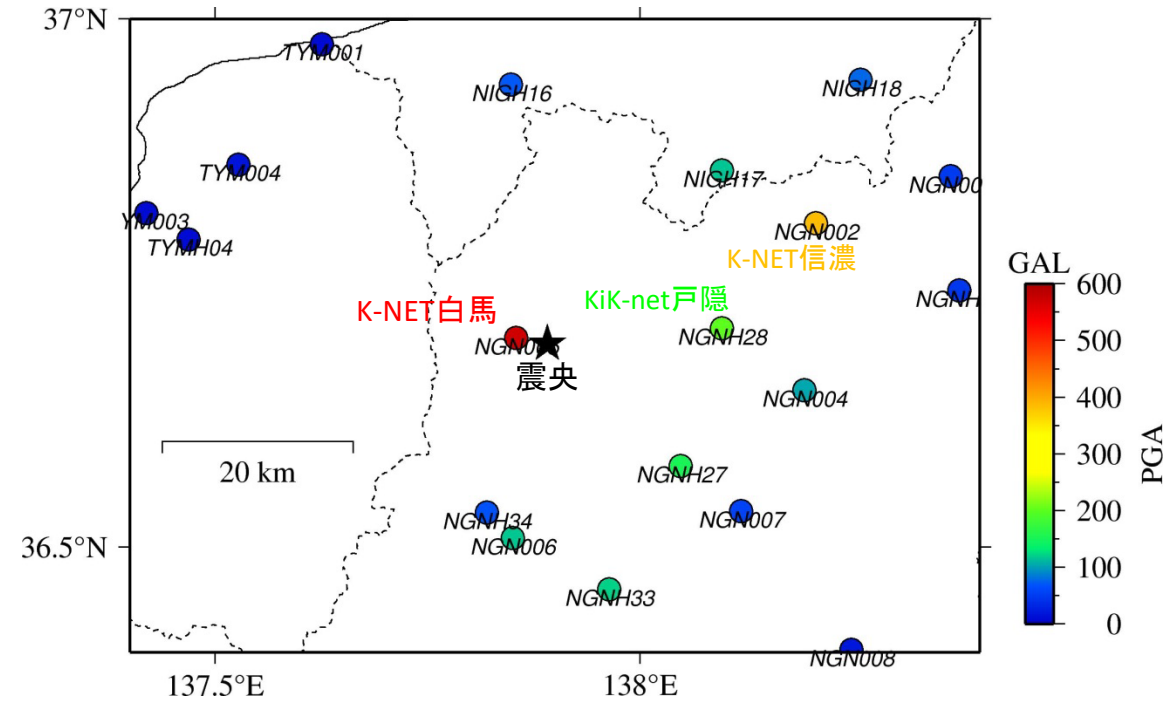 37°N
TYM001
NIGH16
NIGH18
TYM004
NIGH17
NGN00
YM003
NGN002
TYMH04
K-NET信濃
GAL
600
NGNH
KiK-net戸隠
K-NET白馬
NGNH28
500
震央
NGN004
400
PGA
20 km
300
NGNH27
NGNH34
NGN007
200
36.5°N
NGN006
100
NGNH33
0
NGN008
137.5°E
138°E